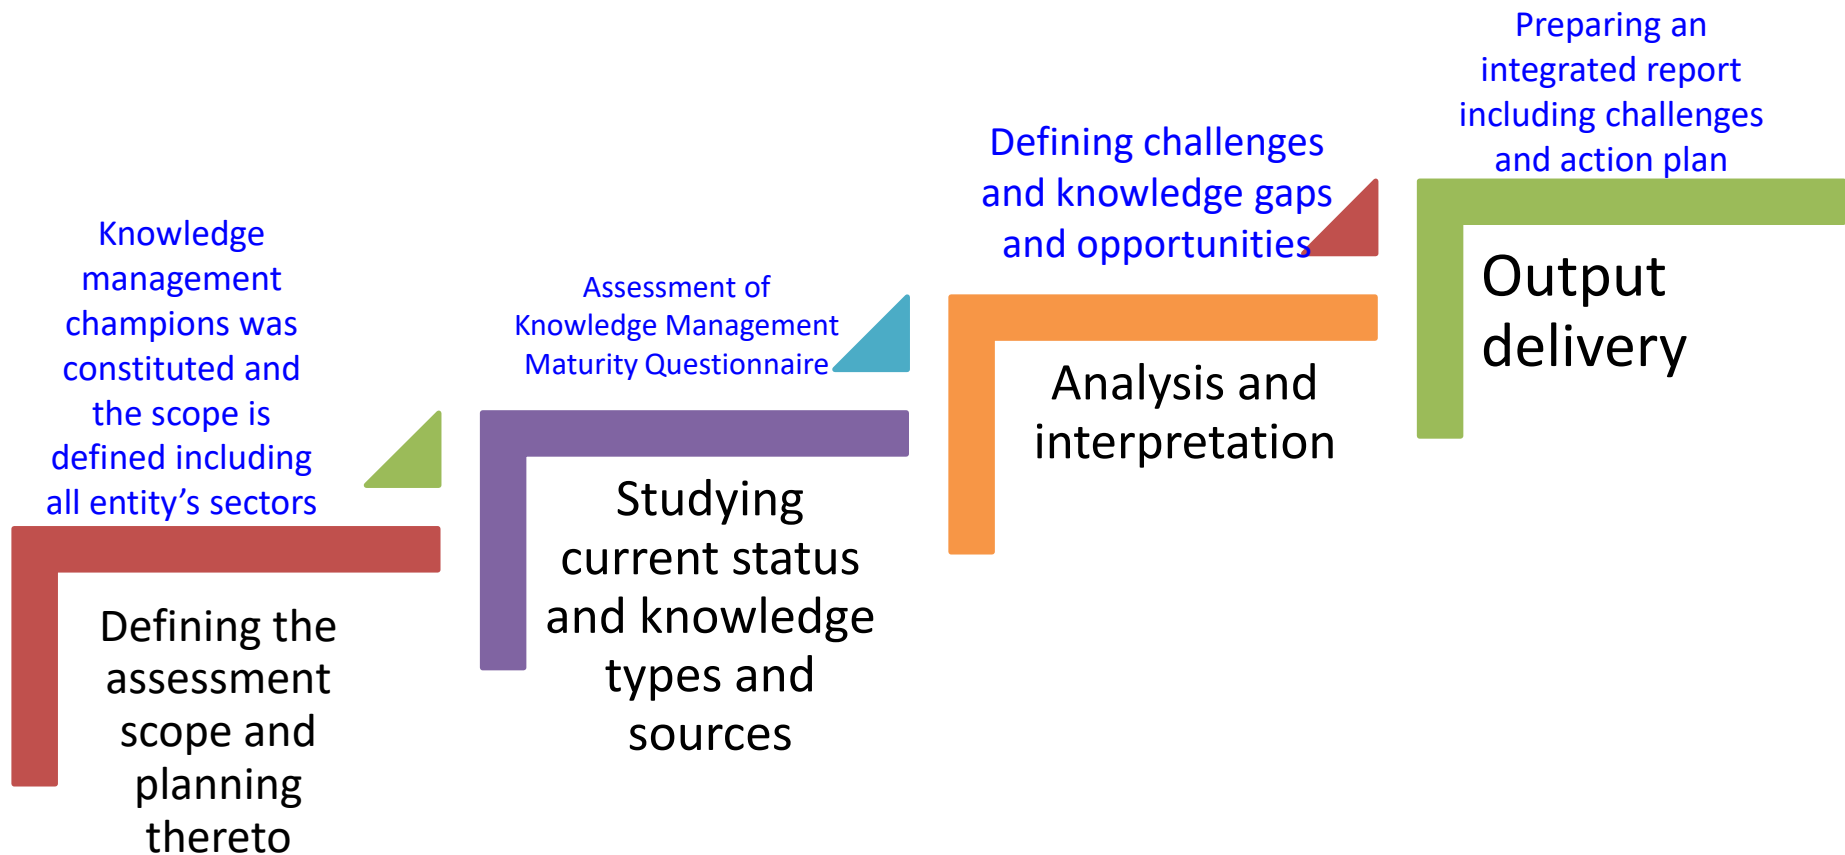 Knowledge
management
champions was
constituted and
the scope is
defined including
all entity’s sectors
Defining the
assessment
scope and
planning
thereto
Assessment of
Knowledge Management
Maturity Questionnaire
Studying
current status
and knowledge
types and
sources
Defining challenges
and knowledge gaps
and opportunities
Analysis and
interpretation
Preparing an
integrated report
including challenges
and action plan
Output
delivery